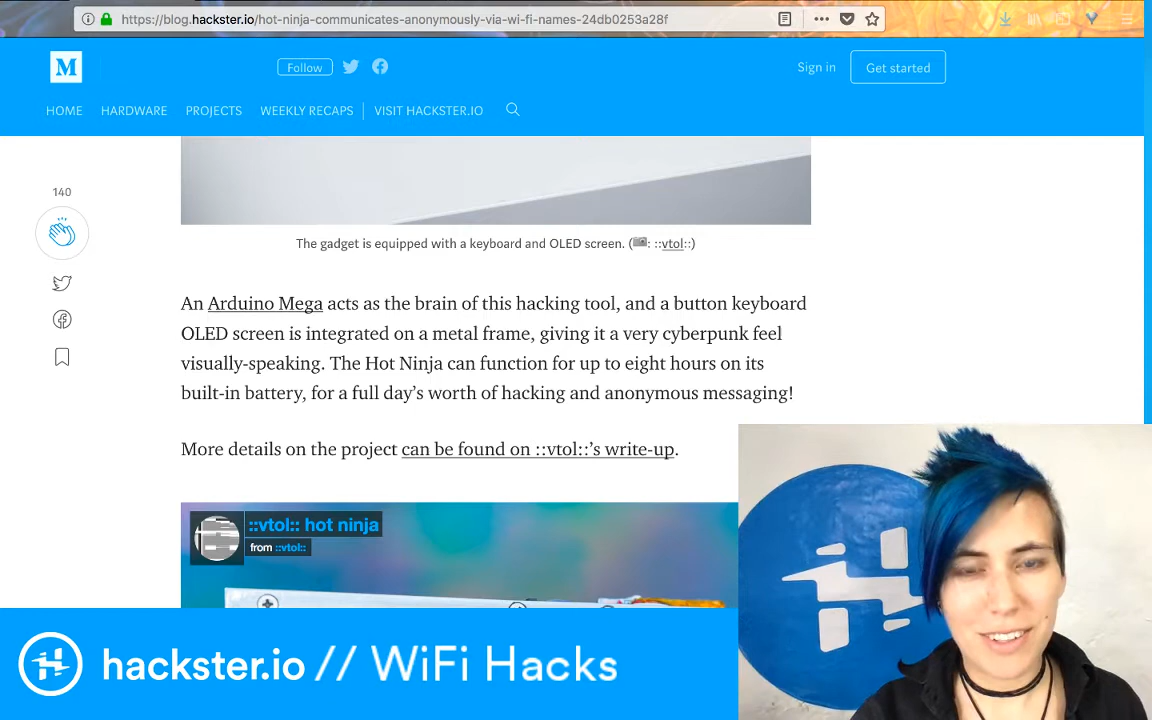 https://blog.hackster.io/hot-ninja-communicates-anonymously-via-wi-fi-names-24db0253a28f
M
Follow
Sign in
Get started
HOME
HARDWARE
PROJECTS
WEEKLY RECAPS
VISIT HACKSTER.IO
140
The gadget is equipped with a keyboard and OLED screen. (📷: ::vtol::)
An Arduino Mega acts as the brain of this hacking tool, and a button keyboard
OLED screen is integrated on a metal frame, giving it a very cyberpunk feel
visually-speaking. The Hot Ninja can function for up to eight hours on its
built-in battery, for a full day’s worth of hacking and anonymous messaging!
More details on the project can be found on ::vtol::’s write-up.
::vtol:: hot ninja
from ::vtol::
hackster.io // WiFi Hacks